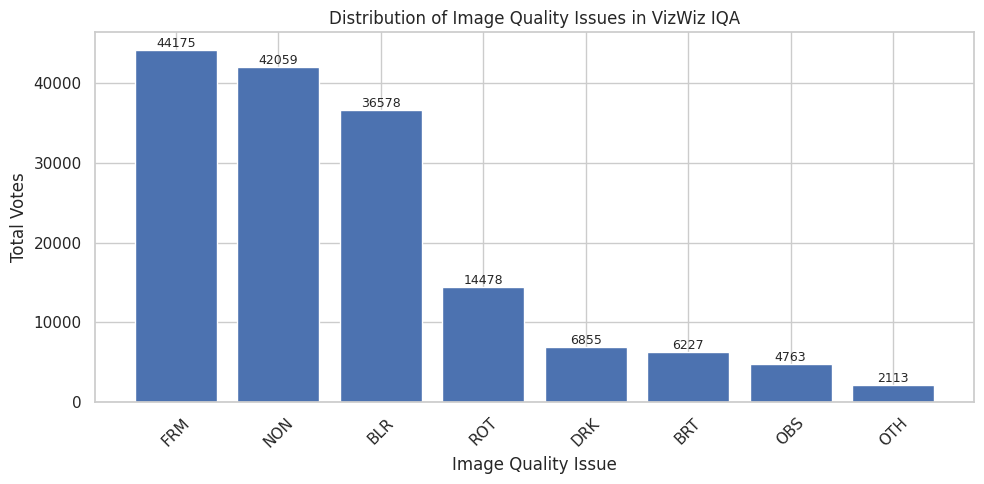 Distribution of Image Quality Issues in VizWiz IQA
Total Votes
40000
30000
20000
10000
0
44175
42059
36578
14478
6855
6227
4763
2113
FRM
NON
BLR
ROT
DRK
BRT
OBS
OTH
Image Quality Issue